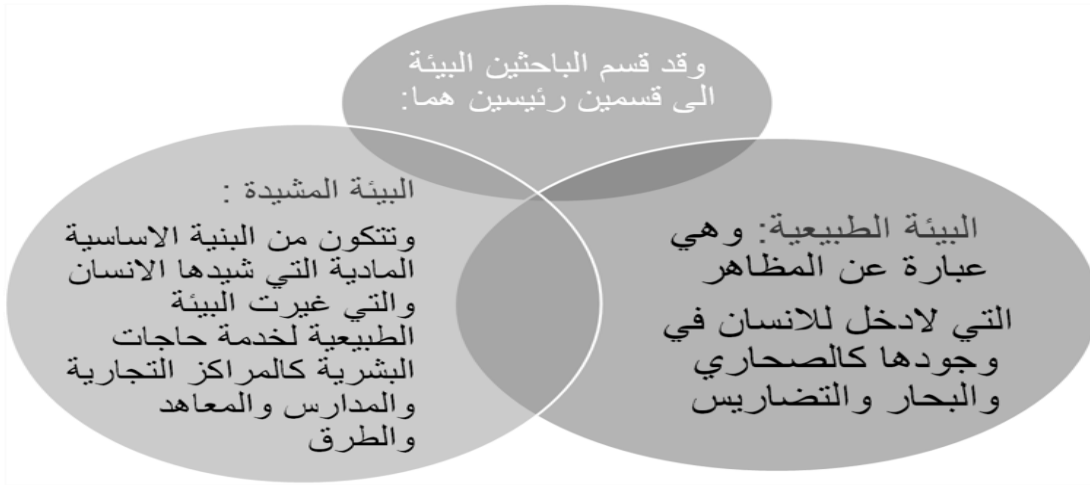 وقد قسم الباحثين البيئة
الى قسمين رئيسين هما:
البيئة الطبيعية: وهي
عبارة عن المظاهر
التي لادخل للانسان في
وجودها كالصحاري
والبحار والتضاريس
البيئة المشيدة :
وتتكون من البنية الاساسية
المادية التي شيدها الانسان
والتي غيرت البيئة
الطبيعية لخدمة حاجات
البشرية كالمراكز التجارية
والمدارس والمعاهد
والطرق